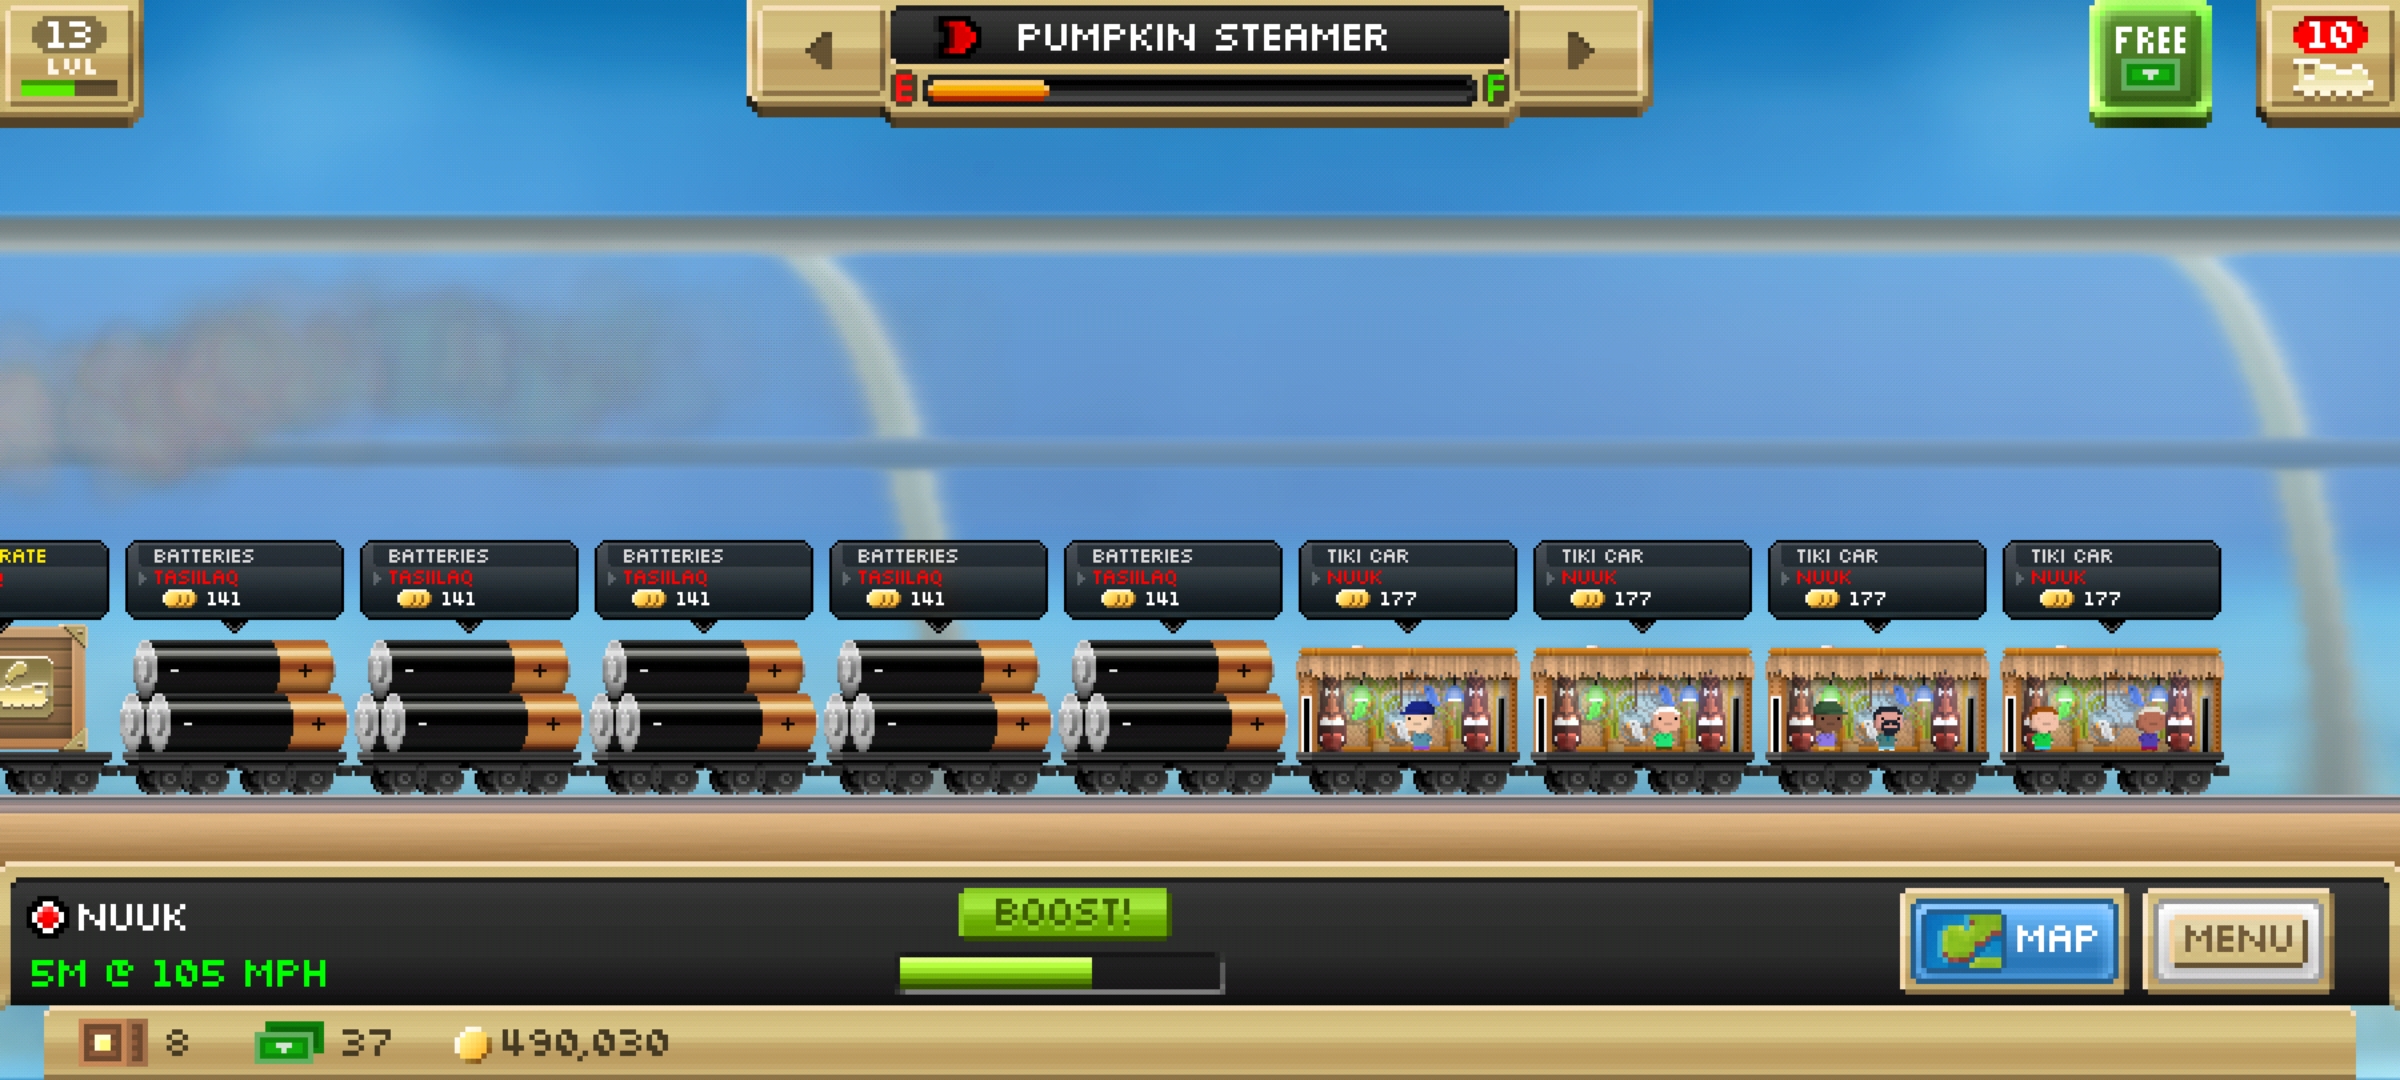 13
LVL
PUMPKIN STEAMER
E F
FREE
10
RATE
BATTERIES
TASIILAQ
141
BATTERIES
TASIILAQ
141
BATTERIES
TASIILAQ
141
BATTERIES
TASIILAQ
141
BATTERIES
TASIILAQ
141
TIKI CAR
NUUK
177
TIKI CAR
NUUK
177
TIKI CAR
NUUK
177
TIKI CAR
NUUK
177
- +
- +
- +
- +
- +
- +
- +
- +
- +
- +
NUUK
5M @ 105 MPH
BOOST!
MAP
MENU
8
37
490,030